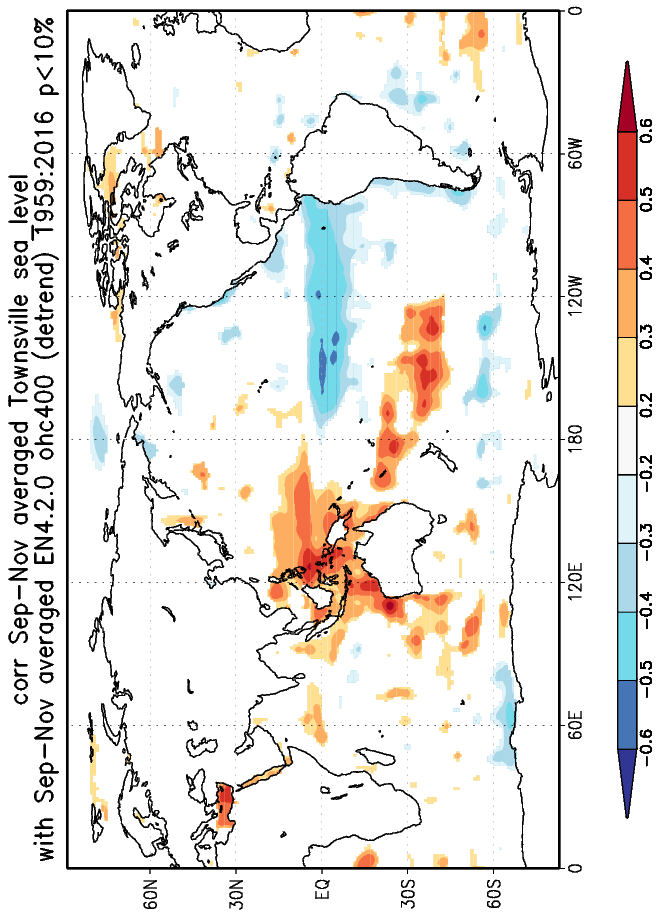 corr Sep-Nov averaged Townsville sea level
with Sep-Nov averaged EN4.2.0 ohc400 (detrend) 1959:2016 p<10%
60N
30N
EQ
30S
60S
0
60E
120E
180
120W
60W
0
-0.6
-0.5
-0.4
-0.3
-0.2
0.2
0.3
0.4
0.5
0.6